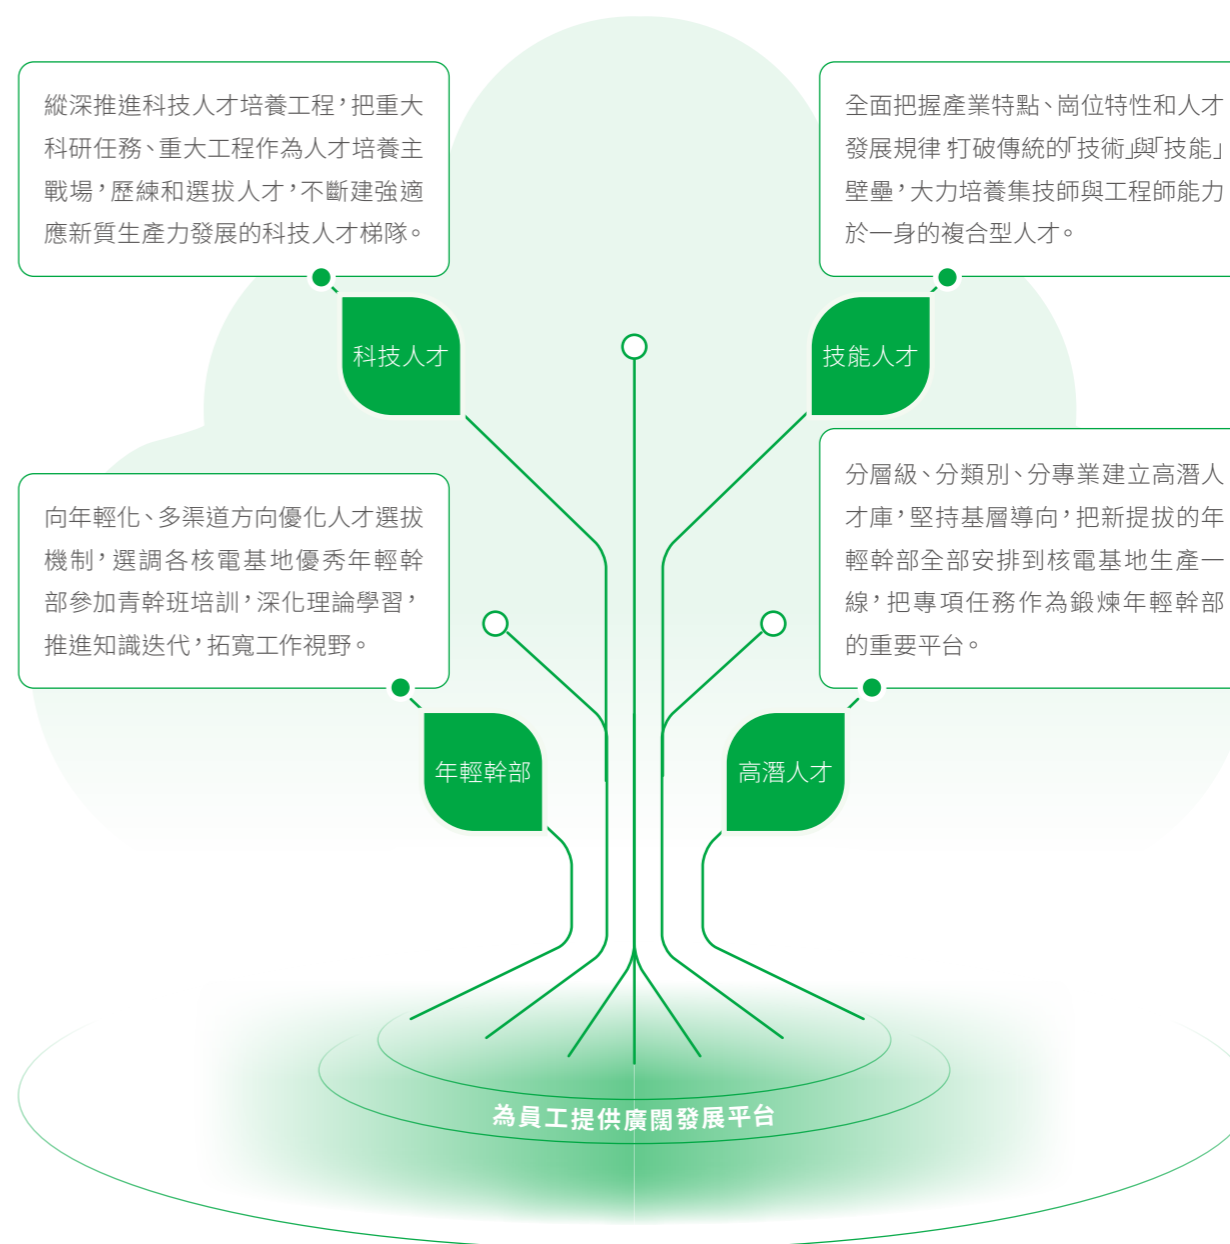 縱深推進科技人才培養工程，把重大
科研任務、重大工程作為人才培養主
戰場，歷練和選拔人才，不斷建強適
應新質生產力發展的科技人才梯隊。
科技人才
全面把握產業特點、崗位特性和人才
發展規律，打破傳統的「技術」與「技能」
壁壘，大力培養集技師與工程師能力
於一身的複合型人才。
技能人才
向年輕化、多渠道方向優化人才選拔
機制，選調各核電基地優秀年輕幹
部參加青幹班培訓，深化理論學習，
推進知識迭代，拓寬工作視野。
年輕幹部
分層級、分類別、分專業建立高潛人
才庫，堅持基層導向，把新提拔的年
輕幹部全部安排到核電基地生產一
線，把專項任務作為鍛煉年輕幹部
的重要平台。
高潛人才
為員工提供廣闊發展平台